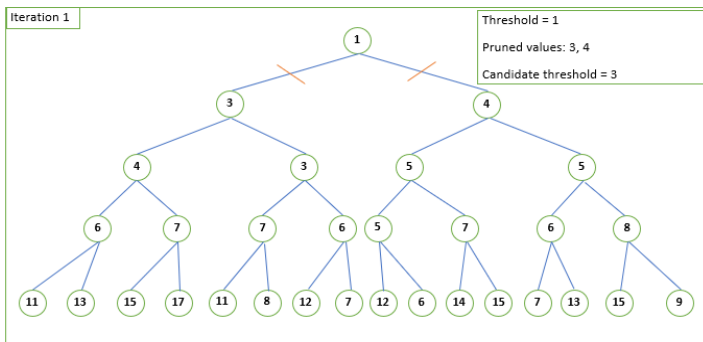 Iteration 1
Threshold = 1
Pruned values: 3, 4
Candidate threshold = 3
1
3 4
4 3 5 5
6 7 7 6 5 7 6 8
11 13 15 17 11 8 12 7 12 6 14 15 7 13 15 9